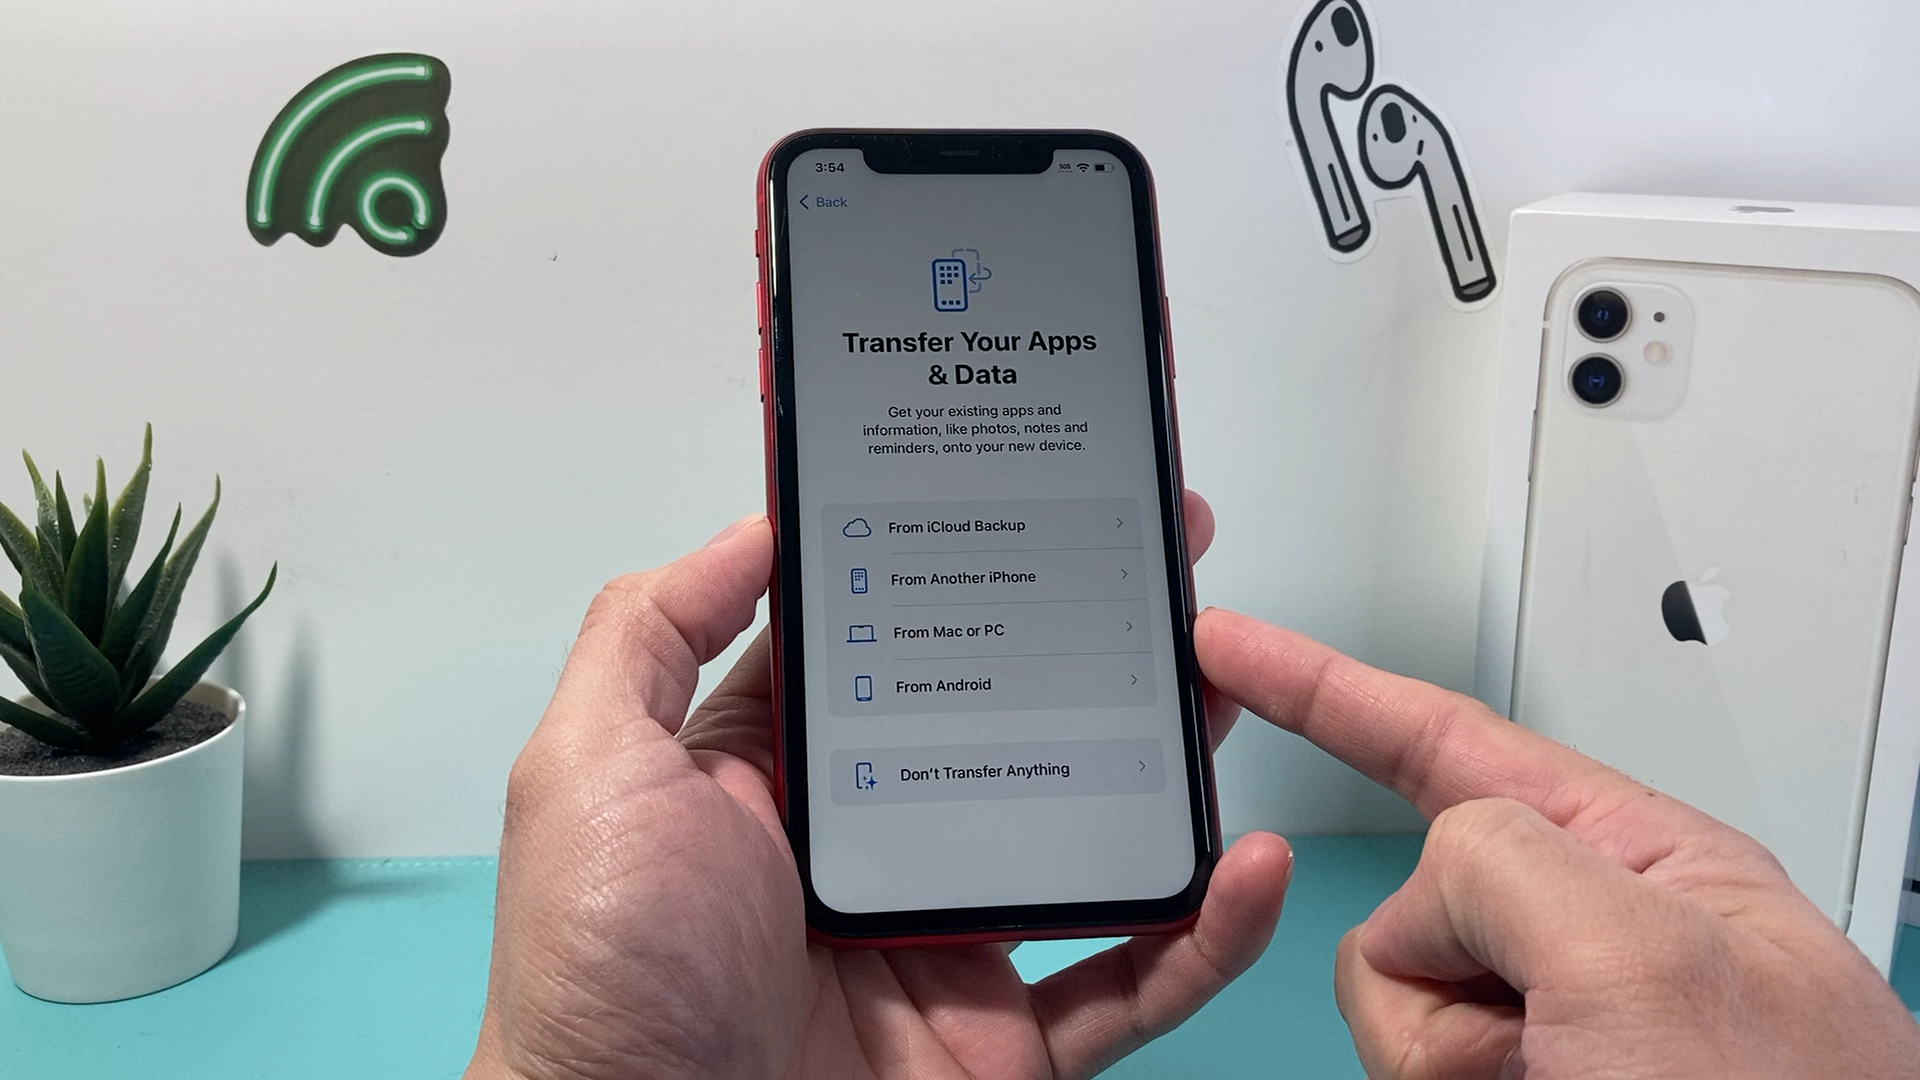 3:54
SOS
Back
Transfer Your Apps
& Data
Get your existing apps and
information, like photos, notes and
reminders, onto your new device.
From iCloud Backup
From Another iPhone
From Mac or PC
From Android
Don't Transfer Anything